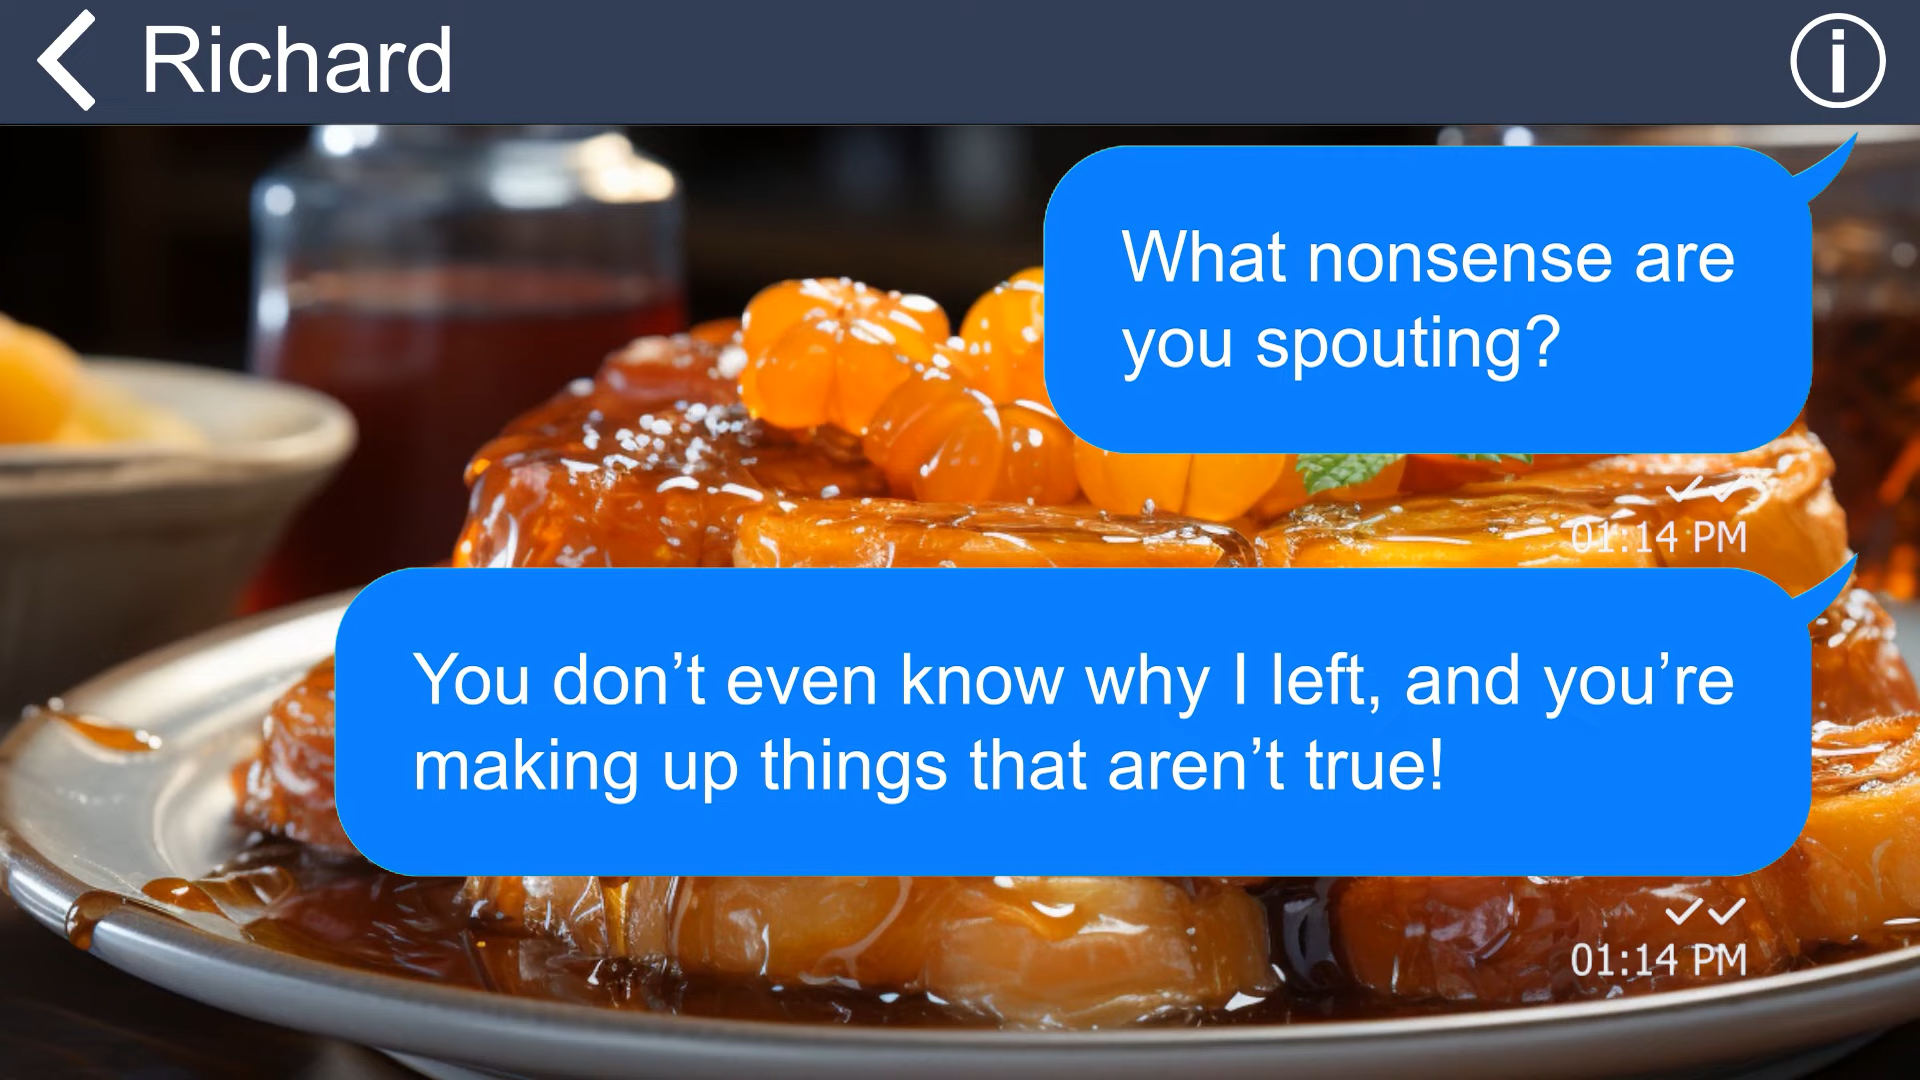 Richard
What nonsense are
you spouting?
01:14 PM
You don’t even know why I left, and you’re
making up things that aren’t true!
01:14 PM